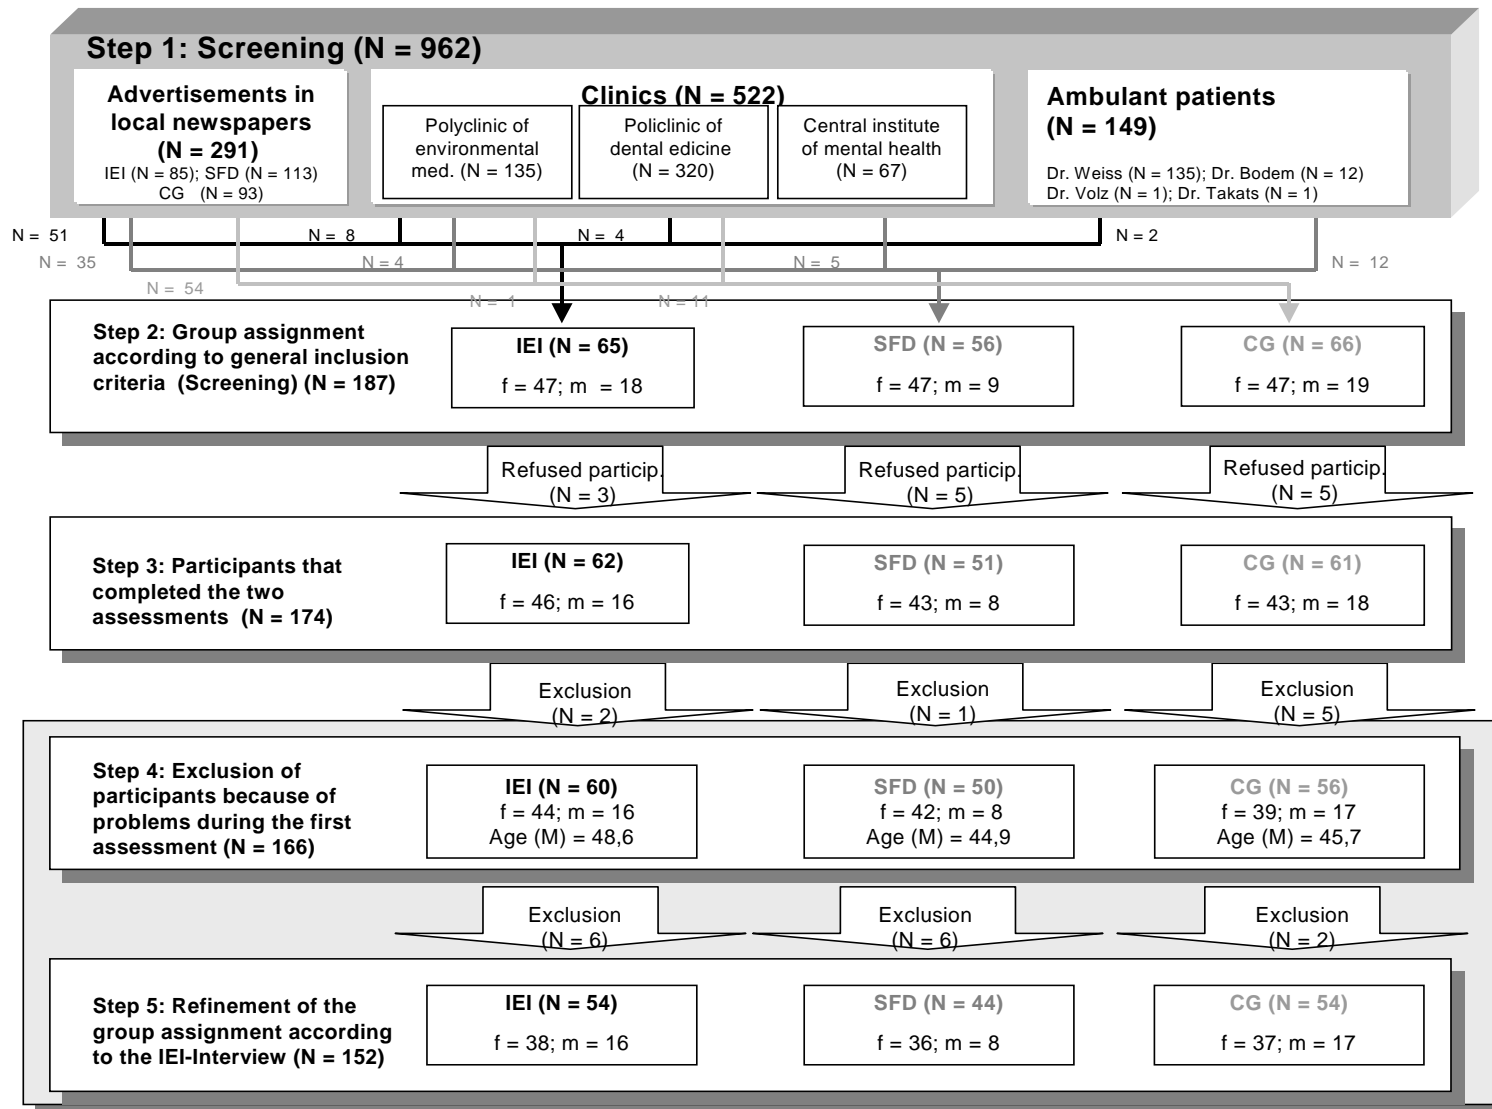 Step 1: Screening (N = 962)
Advertisements in
local newspapers
(N = 291)
IEI (N = 85); SFD (N = 113)
CG (N = 93)
Clinics (N = 522)
Polyclinic of
environmental
med. (N = 135)
Policlinic of
dental edicine
(N = 320)
Central institute
of mental health
(N = 67)
Ambulant patients
(N = 149)
Dr. Weiss (N = 135); Dr. Bodem (N = 12)
Dr. Volz (N = 1); Dr. Takats (N = 1)
N = 51
N = 8
N = 4
N = 2
N = 35
N = 4
N = 5
N = 12
N = 54
N = 1
N = 11
Step 2: Group assignment
according to general inclusion
criteria (Screening) (N = 187)
IEI (N = 65)
f = 47; m = 18
SFD (N = 56)
f = 47; m = 9
CG (N = 66)
f = 47; m = 19
Refused particip.
(N = 3)
Refused particip.
(N = 5)
Refused particip.
(N = 5)
Step 3: Participants that
completed the two
assessments (N = 174)
IEI (N = 62)
f = 46; m = 16
SFD (N = 51)
f = 43; m = 8
CG (N = 61)
f = 43; m = 18
Exclusion
(N = 2)
Exclusion
(N = 1)
Exclusion
(N = 5)
Step 4: Exclusion of
participants because of
problems during the first
assessment (N = 166)
IEI (N = 60)
f = 44; m = 16
Age (M) = 48,6
SFD (N = 50)
f = 42; m = 8
Age (M) = 44,9
CG (N = 56)
f = 39; m = 17
Age (M) = 45,7
Exclusion
(N = 6)
Exclusion
(N = 6)
Exclusion
(N = 2)
Step 5: Refinement of the
group assignment according
to the IEI-Interview (N = 152)
IEI (N = 54)
f = 38; m = 16
SFD (N = 44)
f = 36; m = 8
CG (N = 54)
f = 37; m = 17